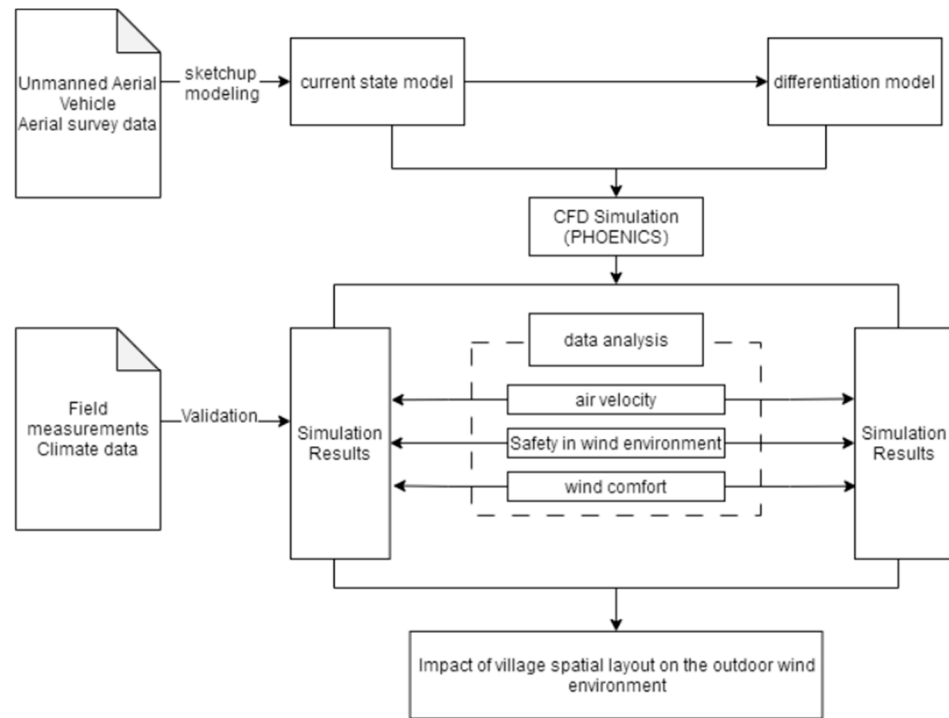 Unmanned Aerial
Vehicle
Aerial survey data
sketchup
modeling
current state model
differentiation model
CFD Simulation
(PHOENICS)
Field
measurements
Climate data
Validation
Simulation
Results
data analysis
air velocity
Safety in wind environment
wind comfort
Simulation
Results
Impact of village spatial layout on the outdoor wind
environment